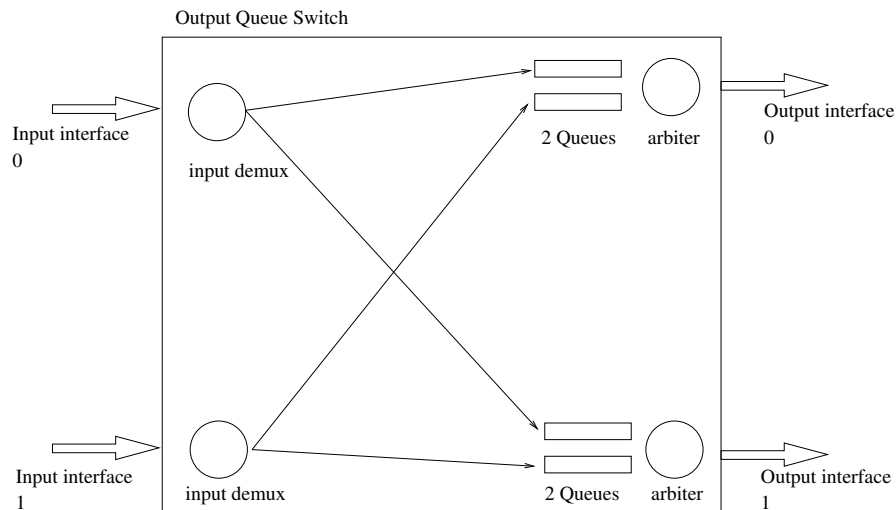 Output Queue Switch
Input interface
0
input demux
2 Queues
arbiter
Output interface
0
Input interface
1
input demux
2 Queues
arbiter
Output interface
1